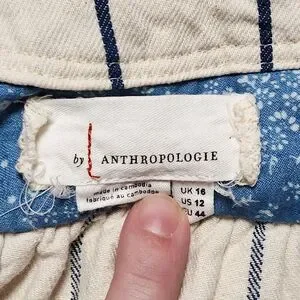 by ANTHROPOLOGIE
made in cambodia
fabriqué au cambodge
UK 16
US 12
EU 44